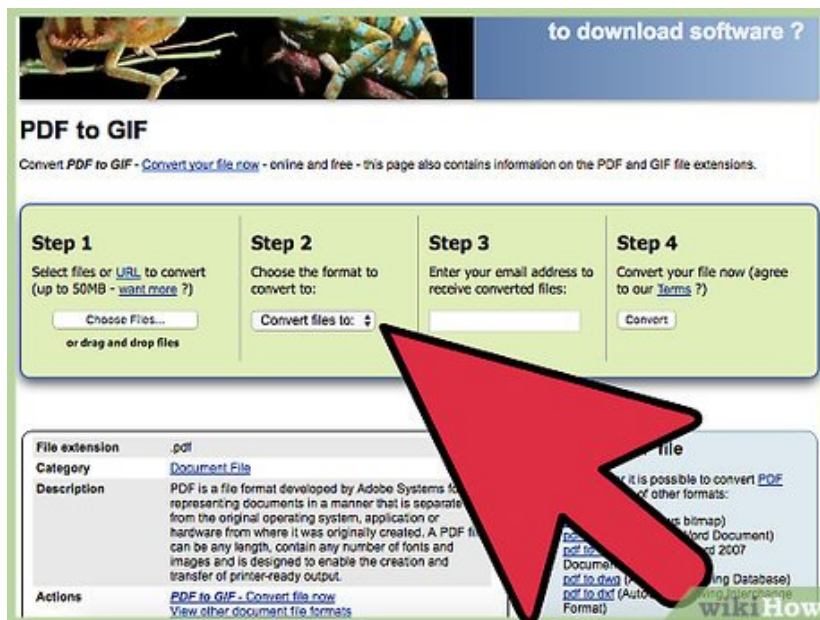 to download software ?
PDF to GIF
Convert PDF to GIF - Convert your file now - online and free - this page also contains information on the PDF and GIF file extensions.
Step 1
Select files or URL to convert
(up to 50MB - want more ?)
Choose Files...
or drag and drop files
Step 2
Choose the format to
convert to:
Convert files to:
Step 3
Enter your email address to
receive converted files:
Step 4
Convert your file now (agree
to our Terms ?)
Convert
File extension .pdf
Category Document File
Description PDF is a file format developed by Adobe Systems
representing documents in a manner that is separate
from the original operating system, application or
hardware from where it was originally created. A PDF
can be any length, contain any number of fonts and
images and is designed to enable the creation and
transfer of printer-ready output.
Actions PDF to GIF - Convert file now
View other document file formats
file
it is possible to convert PDF
of other formats:
bitmap)
Document)
2007
pdf to dwg Database)
pdf to dxf
Format)
wikiHow